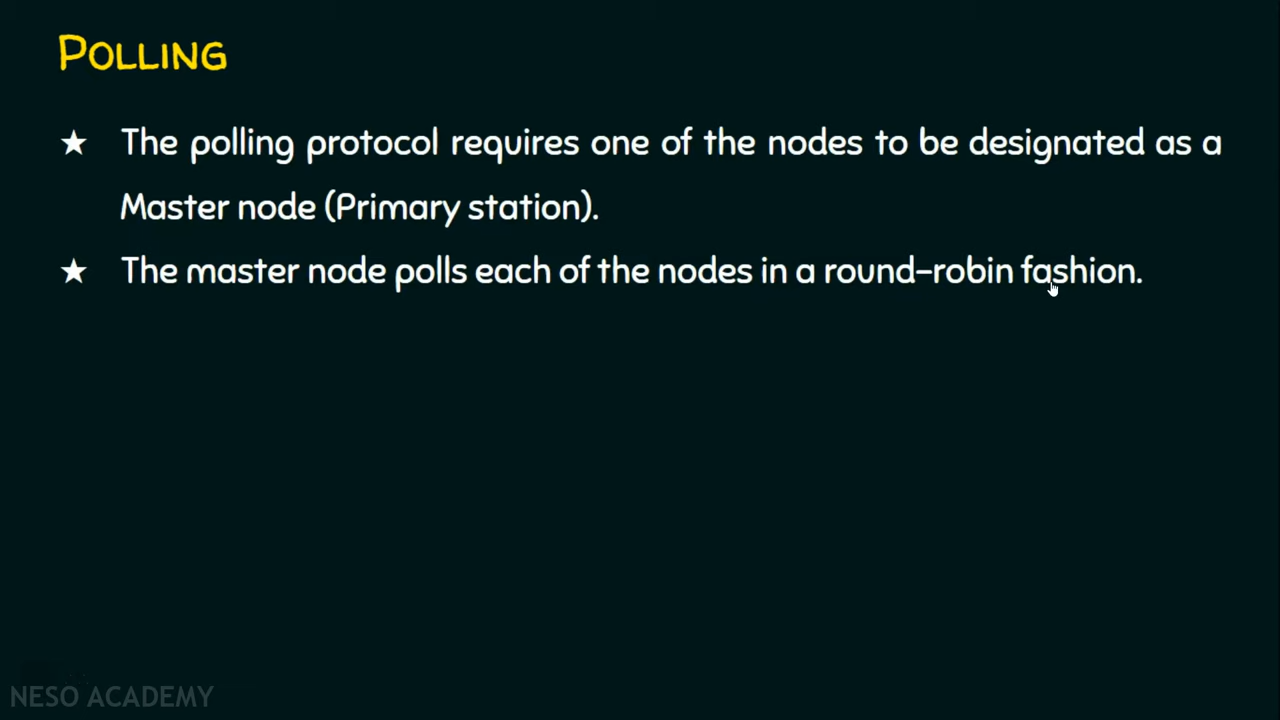 POLLING
★ The polling protocol requires one of the nodes to be designated as a
Master node (Primary station).
★ The master node polls each of the nodes in a round-robin fashion.
NESO ACADEMY